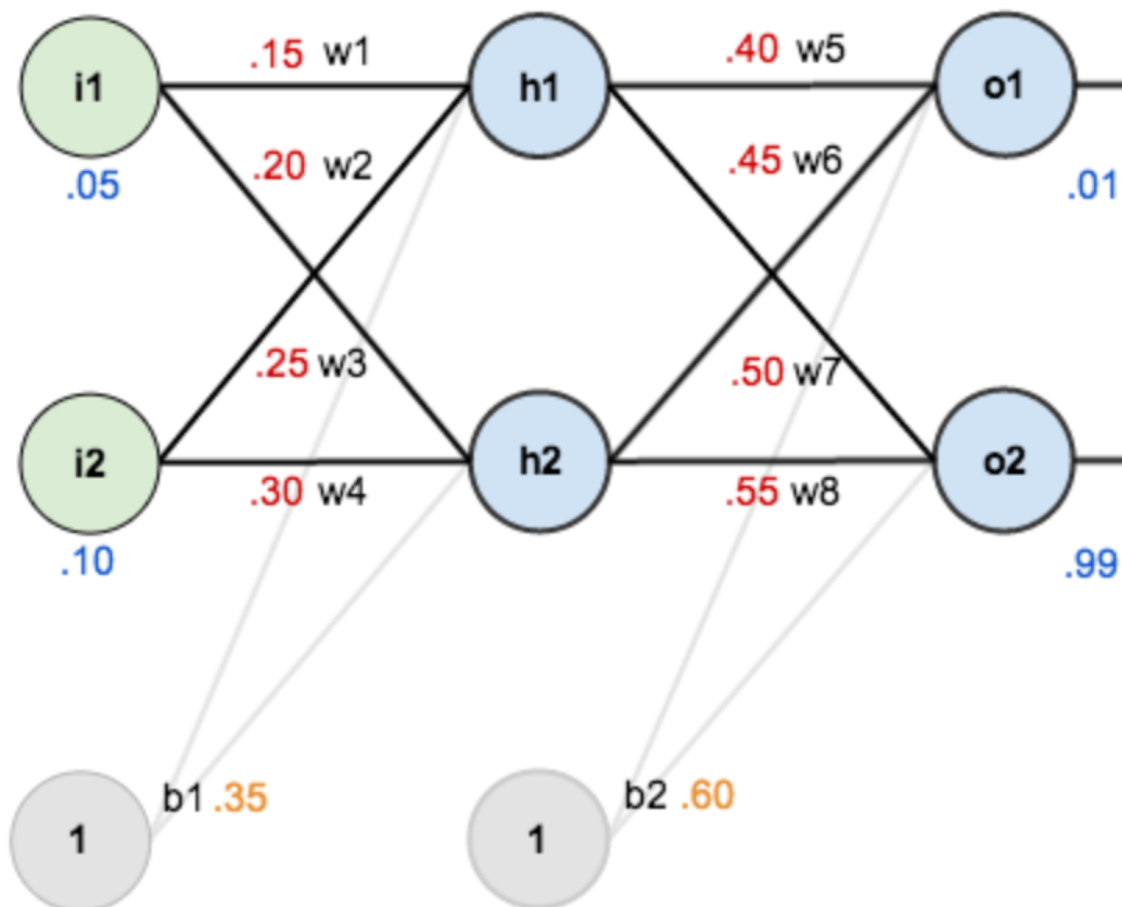 .15 w1
.40 w5
i1
h1
o1
.20 w2
.45 w6
.05
.01
.25 w3
.50 w7
i2
h2
o2
.30 w4
.55 w8
.10
.99
b1 .35
b2 .60
1
1